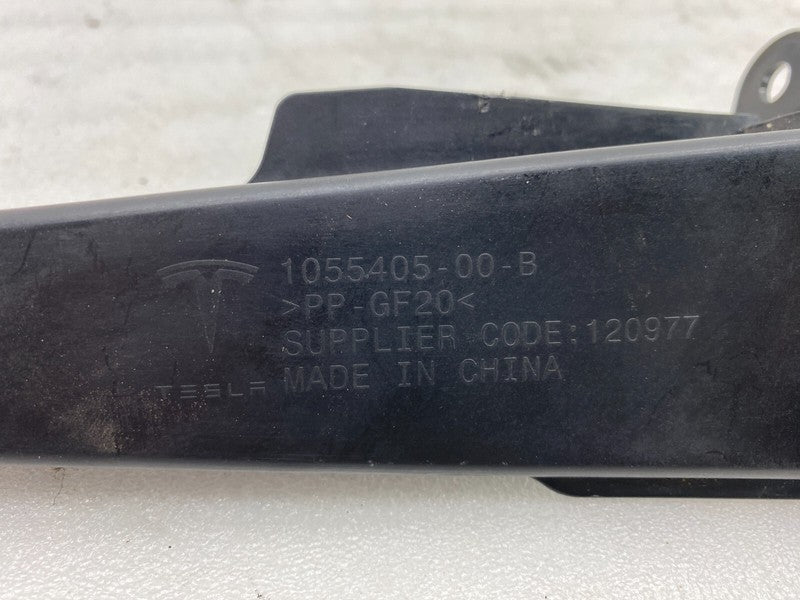 1055405-00-B
>PP-GF20<
SUPPLIER CODE:120977
TESLA
MADE IN CHINA